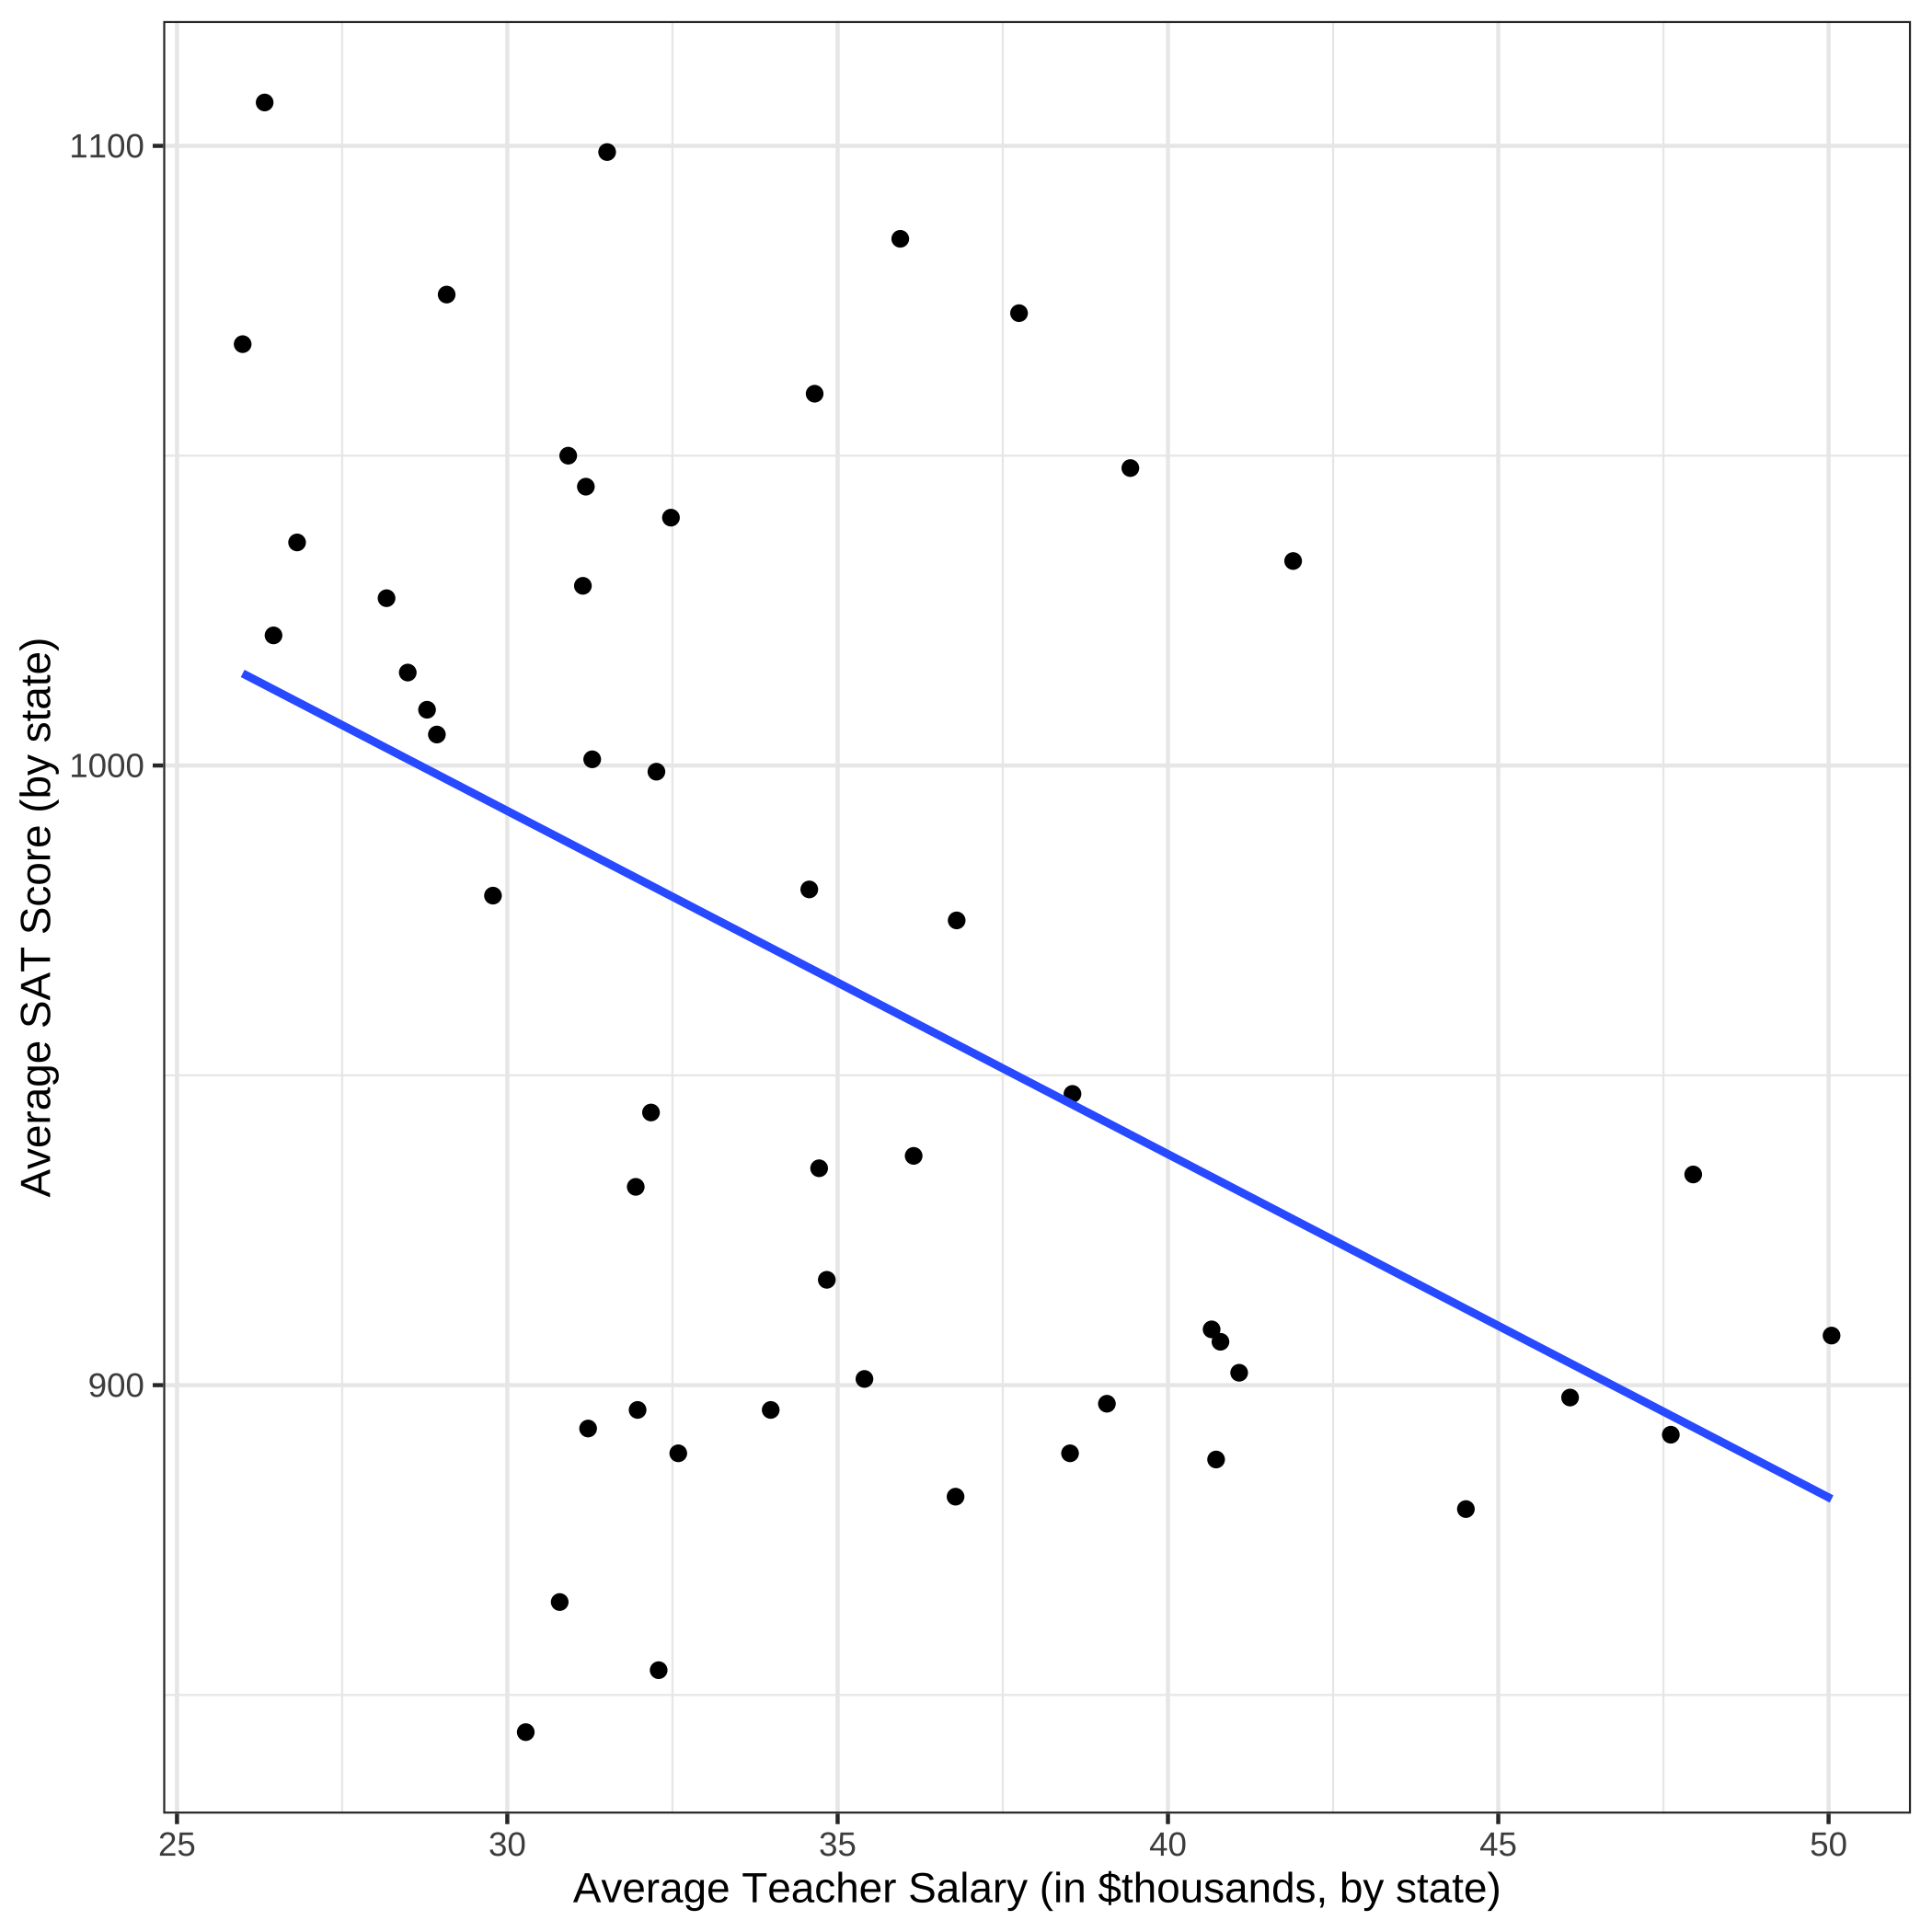 Average SAT Score (by state)
1100
1000
900
25 30 35 40 45 50
Average Teacher Salary (in $thousands, by state)